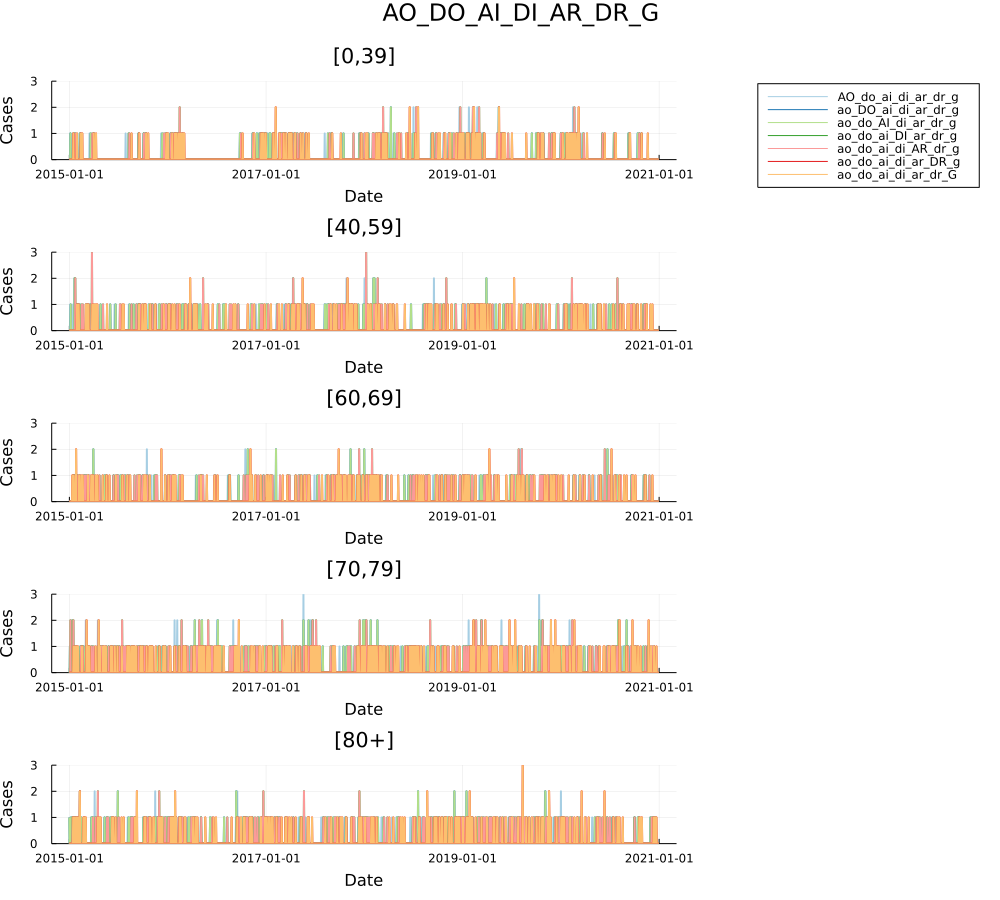 AO_DO_AI_DI_AR_DR_G
[0,39]
3
2
1
0
Cases
2015-01-01 2017-01-01 2019-01-01 2021-01-01
Date
AO_do_ai_di_ar_dr_g
ao_DO_ai_di_ar_dr_g
ao_do_AI_di_ar_dr_g
ao_do_ai_DI_ar_dr_g
ao_do_ai_di_AR_dr_g
ao_do_ai_di_ar_DR_g
ao_do_ai_di_ar_dr_G
[40,59]
3
2
1
0
Cases
2015-01-01 2017-01-01 2019-01-01 2021-01-01
Date
[60,69]
3
2
1
0
Cases
2015-01-01 2017-01-01 2019-01-01 2021-01-01
Date
[70,79]
3
2
1
0
Cases
2015-01-01 2017-01-01 2019-01-01 2021-01-01
Date
[80+]
3
2
1
0
Cases
2015-01-01 2017-01-01 2019-01-01 2021-01-01
Date